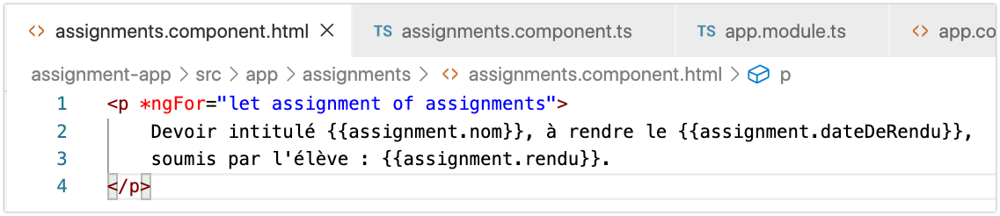 <> assignments.component.html × TS assignments.component.ts TS app.module.ts <> app.co
assignment-app > src > app > assignments > <> assignments.component.html > p
1 <p *ngFor="let assignment of assignments">
2 Devoir intitulé {{assignment.nom}}, à rendre le {{assignment.dateDeRendu}},
3 soumis par l'élève : {{assignment.rendu}}.
4 </p>